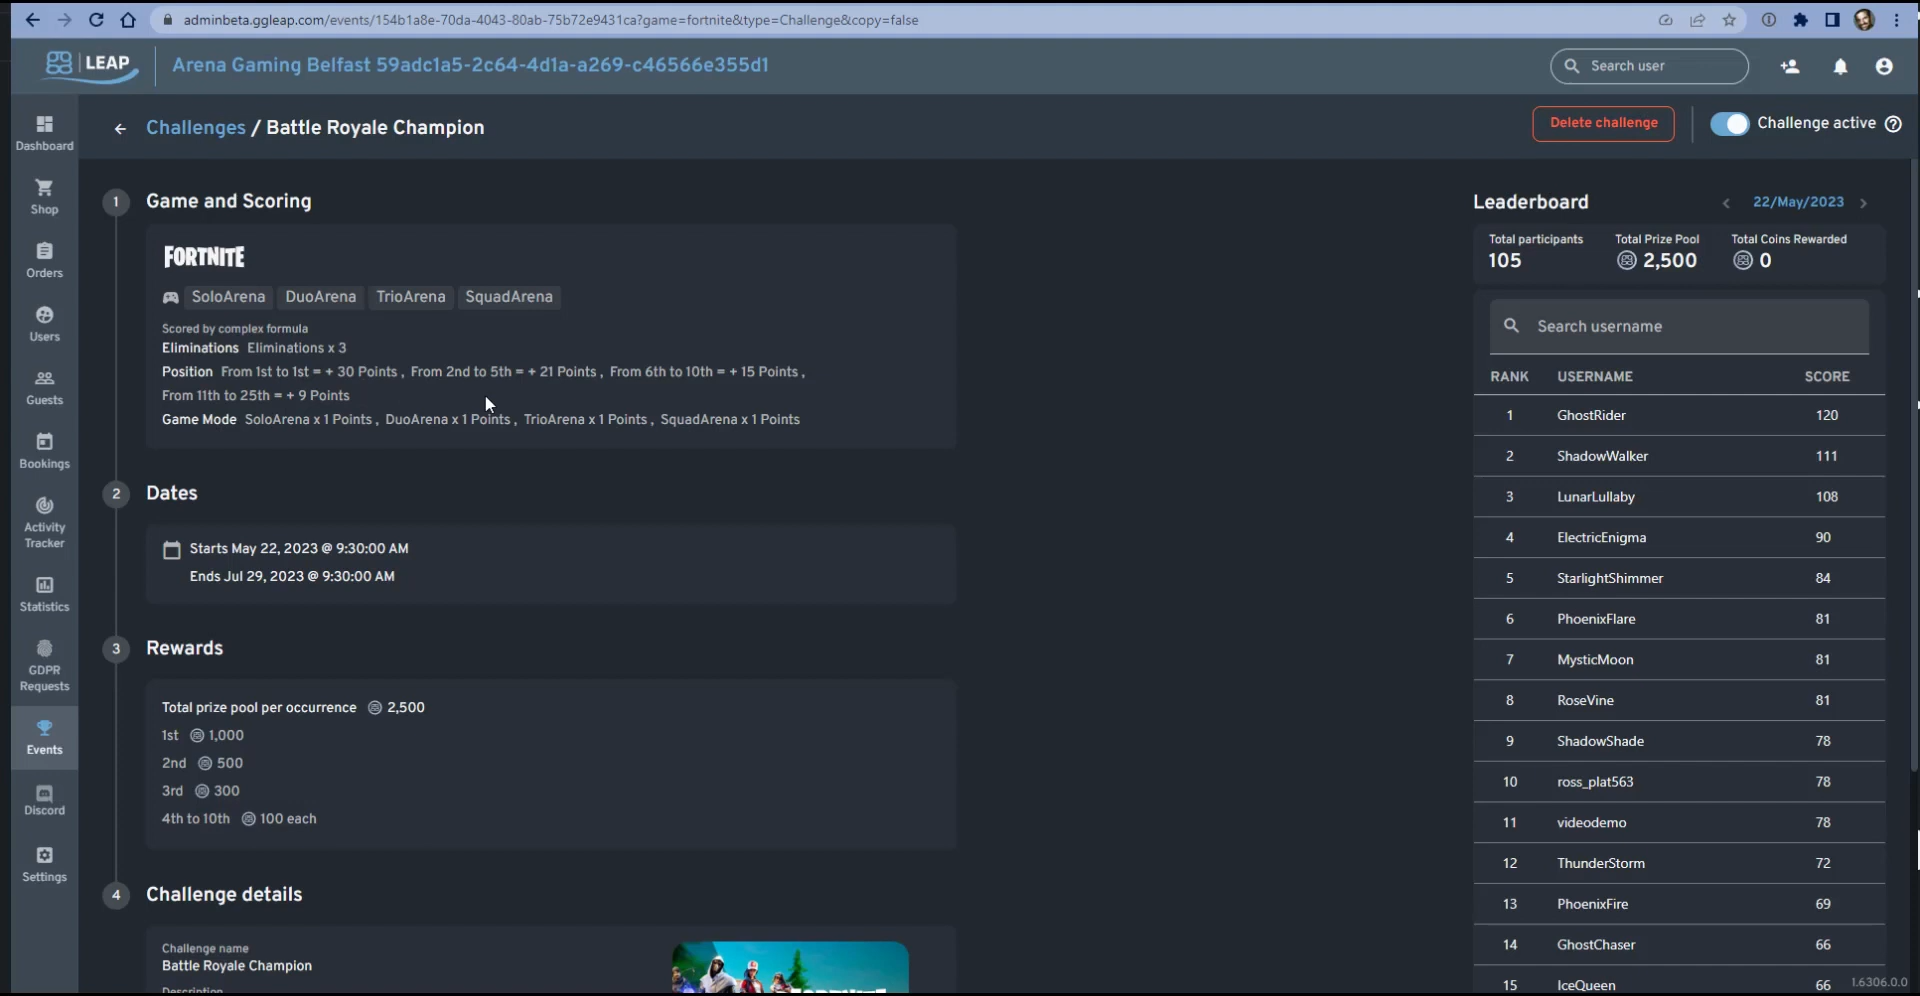 adminbeta.ggleap.com/events/154b1a8e-70da-4043-80ab-75b72e9431ca?game=fortnite&type=Challenge&copy=false
LEAP
Arena Gaming Belfast 59adc1a5-2c64-4d1a-a269-c46566e355d1
Search user
Challenges / Battle Royale Champion
Delete challenge
Challenge active
Dashboard
Shop
Orders
Users
Guests
Bookings
Activity
Tracker
Statistics
GDPR
Requests
Events
Discord
Settings
1
Game and Scoring
FORTNITE
SoloArena DuoArena TrioArena SquadArena
Scored by complex formula
Eliminations Eliminations x 3
Position From 1st to 1st = + 30 Points , From 2nd to 5th = + 21 Points , From 6th to 10th = + 15 Points ,
From 11th to 25th = + 9 Points
Game Mode SoloArena x 1 Points , DuoArena x 1 Points , TrioArena x 1 Points , SquadArena x 1 Points
2
Dates
Starts May 22, 2023 @ 9:30:00 AM
Ends Jul 29, 2023 @ 9:30:00 AM
3
Rewards
Total prize pool per occurrence 2,500
1st 1,000
2nd 500
3rd 300
4th to 10th 100 each
4
Challenge details
Challenge name
Battle Royale Champion
Description
Leaderboard
22/May/2023
Total participants Total Prize Pool Total Coins Rewarded
105 2,500 0
Search username
RANK USERNAME SCORE
1 GhostRider 120
2 ShadowWalker 111
3 LunarLullaby 108
4 ElectricEnigma 90
5 StarlightShimmer 84
6 PhoenixFlare 81
7 MysticMoon 81
8 RoseVine 81
9 ShadowShade 78
10 ross_plat563 78
11 videodemo 78
12 ThunderStorm 72
13 PhoenixFire 69
14 GhostChaser 66
15 IceQueen 66
1.6306.0.0